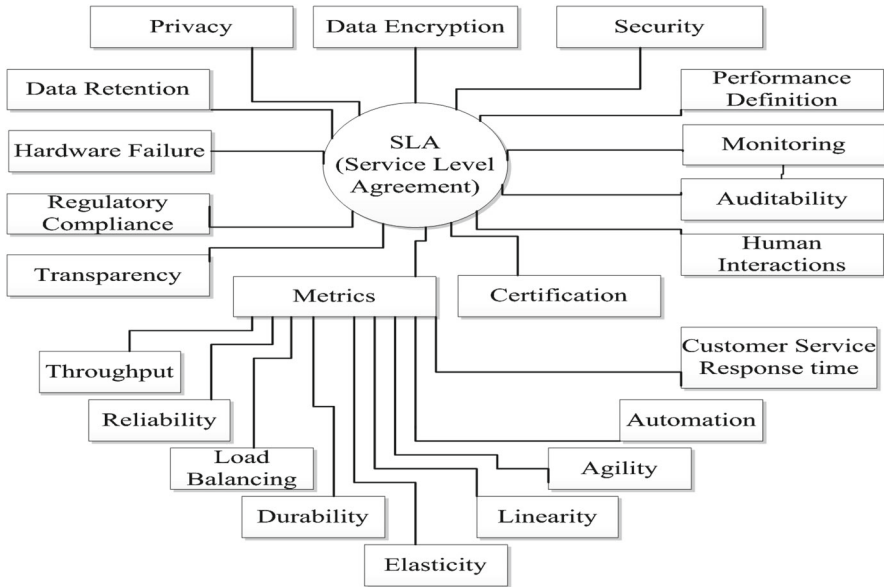 Privacy
Data Encryption
Security
Data Retention
Performance
Definition
Hardware Failure
SLA
(Service Level
Agreement)
Monitoring
Regulatory
Compliance
Auditability
Transparency
Human
Interactions
Metrics
Certification
Throughput
Customer Service
Response time
Reliability
Automation
Load
Balancing
Agility
Durability
Linearity
Elasticity